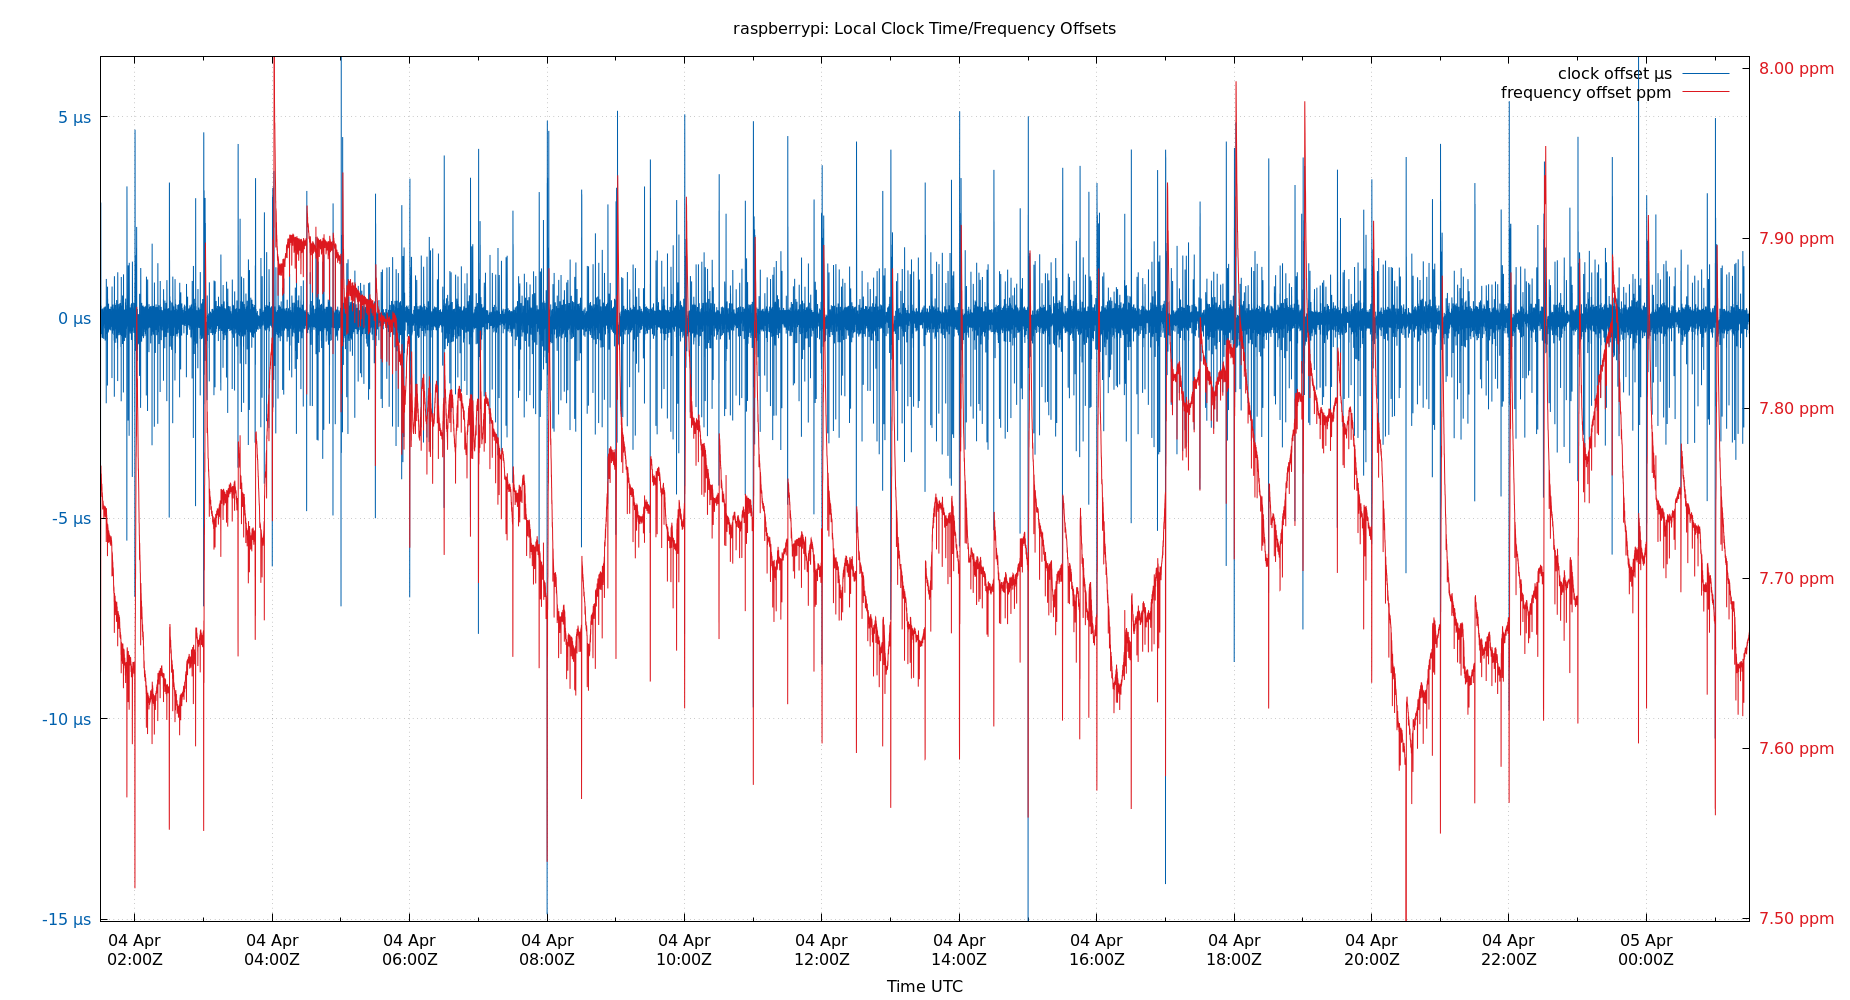 raspberrypi: Local Clock Time/Frequency Offsets
clock offset µs
frequency offset ppm
5 µs
0 µs
-5 µs
-10 µs
-15 µs
8.00 ppm
7.90 ppm
7.80 ppm
7.70 ppm
7.60 ppm
7.50 ppm
04 Apr 04 Apr 04 Apr 04 Apr 04 Apr 04 Apr 04 Apr 04 Apr 04 Apr 04 Apr 04 Apr 05 Apr
02:00Z 04:00Z 06:00Z 08:00Z 10:00Z 12:00Z 14:00Z 16:00Z 18:00Z 20:00Z 22:00Z 00:00Z
Time UTC